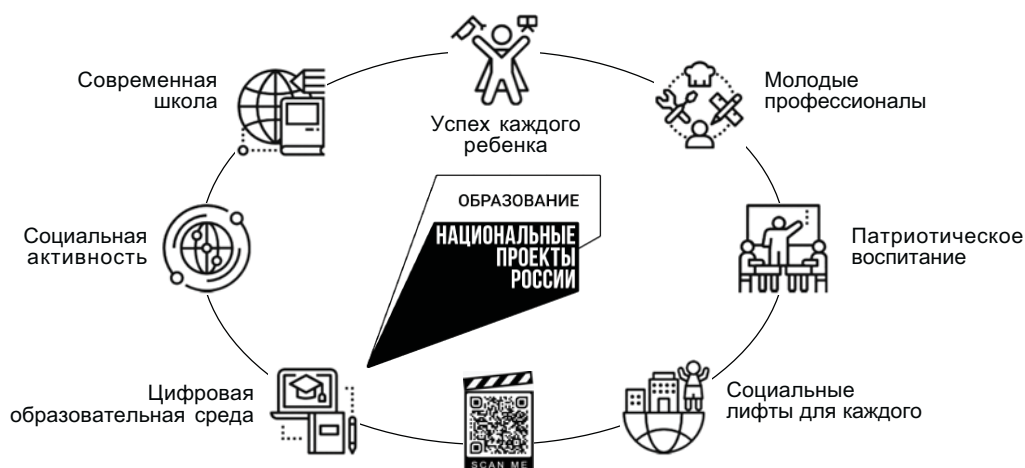 Успех каждого
ребенка
Современная
школа
Молодые
профессионалы
ОБРАЗОВАНИЕ
НАЦИОНАЛЬНЫЕ
ПРОЕКТЫ
РОССИИ
Социальная
активность
Патриотическое
воспитание
Цифровая
образовательная среда
Социальные
лифты для каждого
SCAN ME